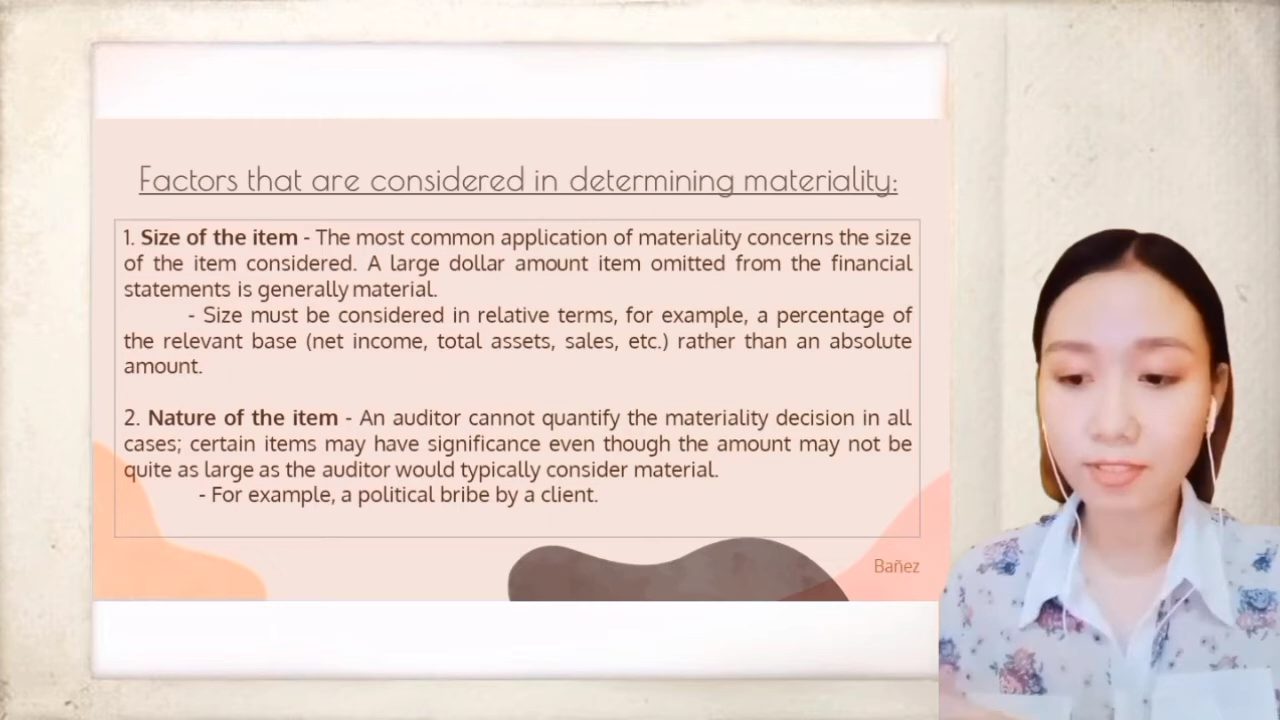 Factors that are considered in determining materiality:
1. Size of the item - The most common application of materiality concerns the size
of the item considered. A large dollar amount item omitted from the financial
statements is generally material.
- Size must be considered in relative terms, for example, a percentage of
the relevant base (net income, total assets, sales, etc.) rather than an absolute
amount.
2. Nature of the item - An auditor cannot quantify the materiality decision in all
cases; certain items may have significance even though the amount may not be
quite as large as the auditor would typically consider material.
- For example, a political bribe by a client.
Bañez